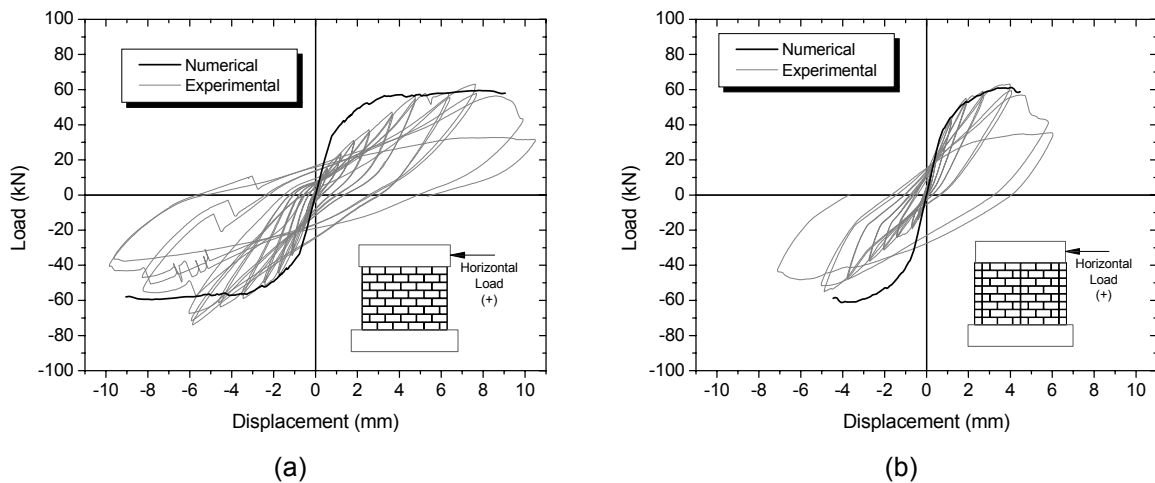 Numerical
Experimental
Load (kN)
100
80
60
40
20
0
-20
-40
-60
-80
-100
-10 -8 -6 -4 -2 0 2 4 6 8 10
Displacement (mm)
Horizontal
Load
(+)
(a)
Numerical
Experimental
Load (kN)
100
80
60
40
20
0
-20
-40
-60
-80
-100
-10 -8 -6 -4 -2 0 2 4 6 8 10
Displacement (mm)
Horizontal
Load
(+)
(b)